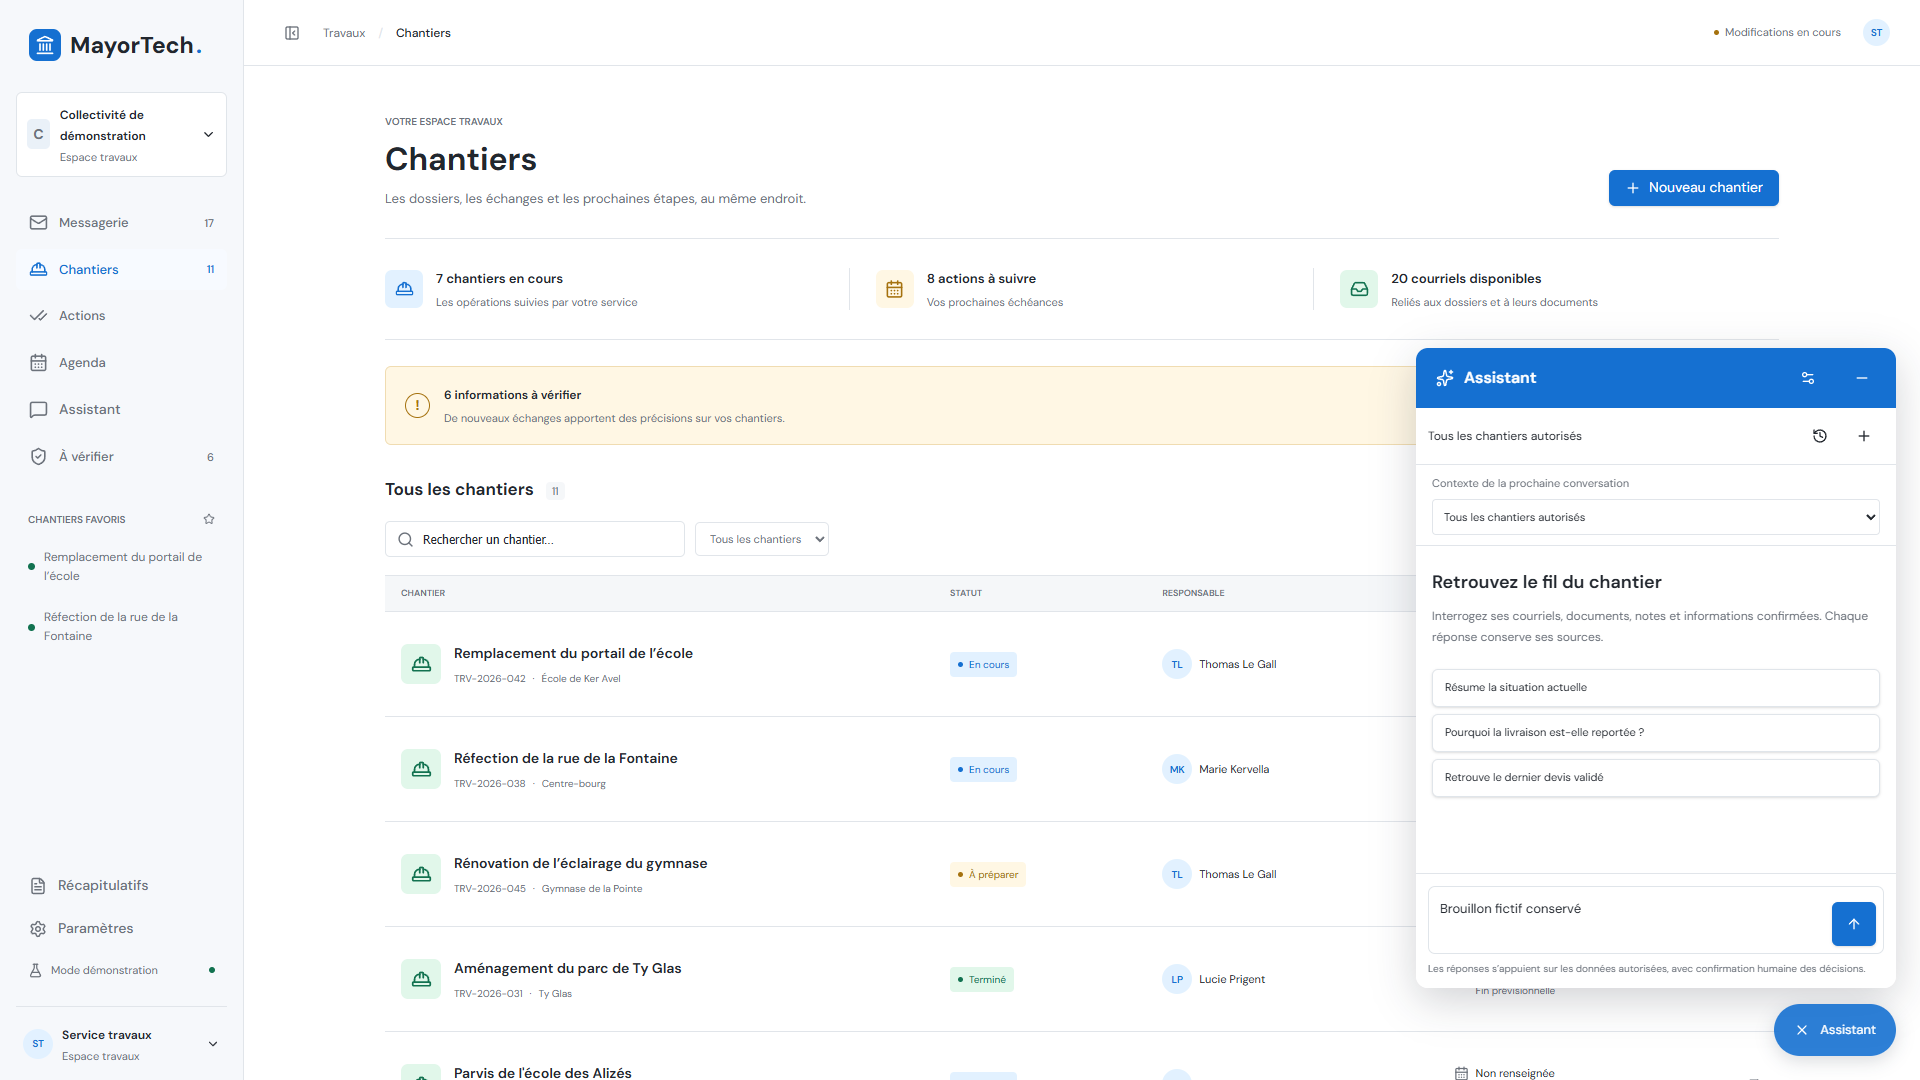 MayorTech.
Collectivité de
démonstration
Espace travaux
C
Messagerie 17
Chantiers 11
Actions
Agenda
Assistant
À vérifier 6
CHANTIERS FAVORIS
Remplacement du portail de
l’école
Réfection de la rue de la
Fontaine
Récapitulatifs
Paramètres
Mode démonstration
ST
Service travaux
Espace travaux
Travaux / Chantiers
Modifications en cours
ST
VOTRE ESPACE TRAVAUX
Chantiers
Les dossiers, les échanges et les prochaines étapes, au même endroit.
Nouveau chantier
7 chantiers en cours
Les opérations suivies par votre service
8 actions à suivre
Vos prochaines échéances
20 courriels disponibles
Reliés aux dossiers et à leurs documents
6 informations à vérifier
De nouveaux échanges apportent des précisions sur vos chantiers.
Tous les chantiers 11
Rechercher un chantier...
Tous les chantiers
CHANTIER STATUT RESPONSABLE
Remplacement du portail de l’école
TRV-2026-042 · École de Ker Avel
En cours
TL Thomas Le Gall
Réfection de la rue de la Fontaine
TRV-2026-038 · Centre-bourg
En cours
MK Marie Kervella
Rénovation de l’éclairage du gymnase
TRV-2026-045 · Gymnase de la Pointe
À préparer
TL Thomas Le Gall
Aménagement du parc de Ty Glas
TRV-2026-031 · Ty Glas
Terminé
LP Lucie Prigent
Fin prévisionnelle
Parvis de l'école des Alizés
Non renseignée
Assistant
Tous les chantiers autorisés
Contexte de la prochaine conversation
Tous les chantiers autorisés
Retrouvez le fil du chantier
Interrogez ses courriels, documents, notes et informations confirmées. Chaque
réponse conserve ses sources.
Résume la situation actuelle
Pourquoi la livraison est-elle reportée ?
Retrouve le dernier devis validé
Brouillon fictif conservé
Les réponses s’appuient sur les données autorisées, avec confirmation humaine des décisions.
Assistant